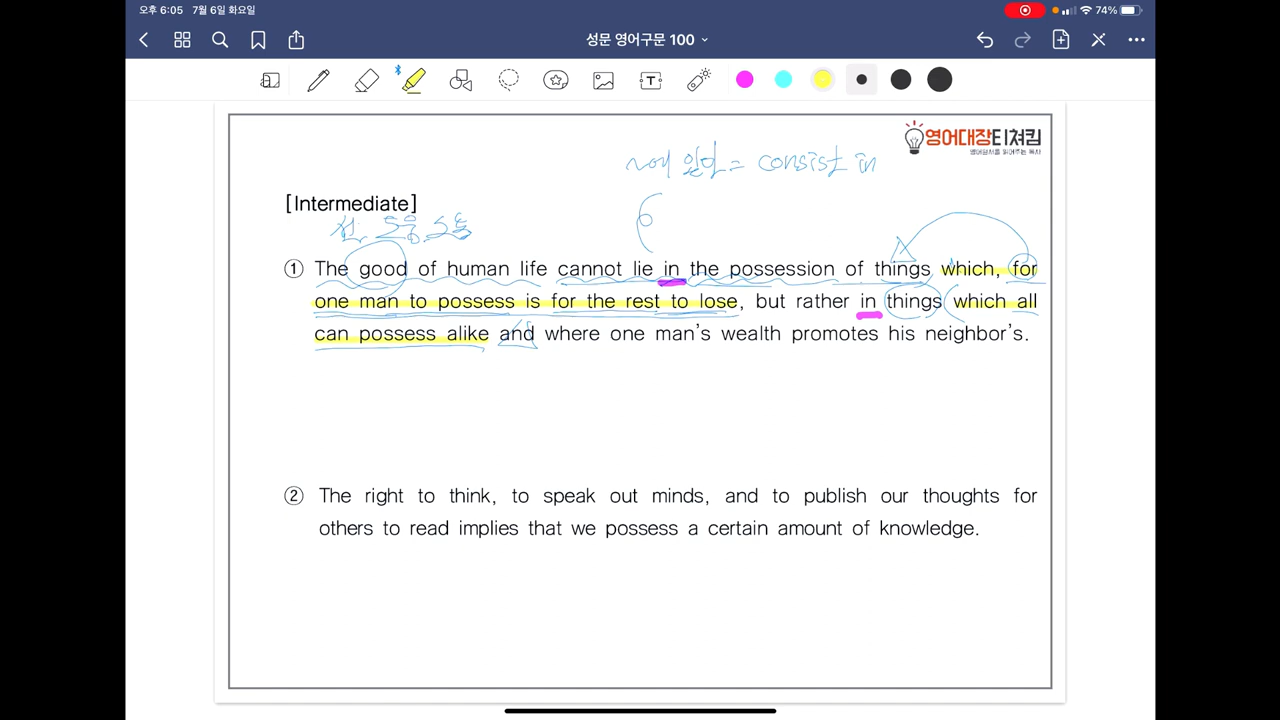 오후 6:05 7월 6일 화요일
74%
성문 영어구문 100
영어대장티쳐킴
~에 있다 = consist in
[Intermediate]
선
① The good of human life cannot lie in the possession of things which, for
one man to possess is for the rest to lose, but rather in things which all
can possess alike and where one man's wealth promotes his neighbor's.
② The right to think, to speak out minds, and to publish our thoughts for
others to read implies that we possess a certain amount of knowledge.